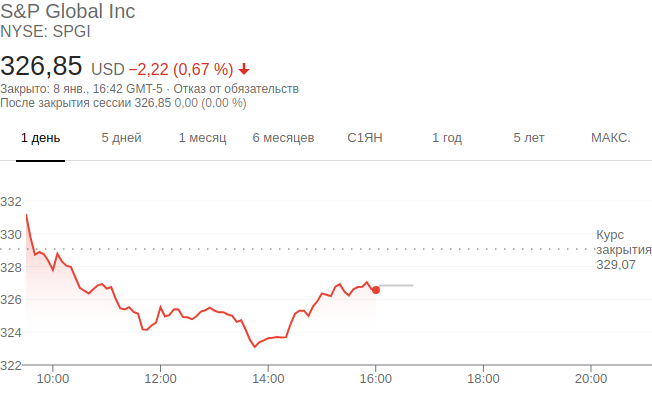 S&P Global Inc
NYSE: SPGI
326,85 USD −2,22 (0,67 %)
Закрыто: 8 янв., 16:42 GMT-5 · Отказ от обязательств
После закрытия сессии 326,85 0,00 (0,00 %)
1 день 5 дней 1 месяц 6 месяцев С1ЯН 1 год 5 лет МАКС.
332
330
328
326
324
322
Курс
закрытия
329,07
10:00 12:00 14:00 16:00 18:00 20:00